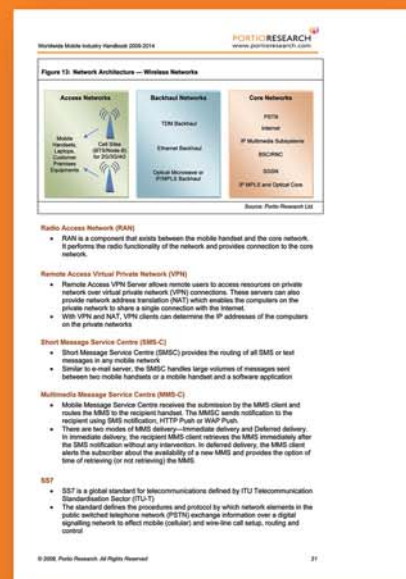 PORTIORESEARCH
Worldwide Mobile Industry Handbook 2009-2014
www.portioresearch.com
Figure 13: Network Architecture — Wireless Networks
Access Networks
Mobile
Handsets,
Laptops,
Customer
Premises
Equipments
Cell Sites
(BTS/Node-B)
for 2G/3G/4G
Backhaul Networks
TDM Backhaul
Ethernet Backhaul
Optical Microwave or
IP/MPLS Backhaul
Core Networks
PSTN
Internet
IP Multimedia Subsystems
BSC/RNC
SGSN
IP MPLS and Optical Core
Source: Portio Research Ltd.
Radio Access Network (RAN)
• RAN is a component that exists between the mobile handset and the core network.
It performs the radio functionality of the network and provides connection to the core
network.
Remote Access Virtual Private Network (VPN)
• Remote Access VPN Server allows remote users to access resources on private
network over virtual private network (VPN) connections. These servers can also
provide network address translation (NAT) which enables the computers on the
private network to share a single connection with the Internet.
• With VPN and NAT, VPN clients can determine the IP addresses of the computers
on the private networks
Short Message Service Centre (SMS-C)
• Short Message Service Centre (SMSC) provides the routing of all SMS or text
messages in any mobile network
• Similar to e-mail server, the SMSC handles large volumes of messages sent
between two mobile handsets or a mobile handset and a software application
Multimedia Message Service Centre (MMS-C)
• Mobile Message Service Centre receives the submission by the MMS client and
routes the MMS to the recipient handset. The MMSC sends notification to the
recipient using SMS notification, HTTP Push or WAP Push.
• There are two modes of MMS delivery—Immediate delivery and Deferred delivery.
In immediate delivery, the recipient MMS client retrieves the MMS immediately after
the SMS notification without any intervention. In deferred delivery, the MMS client
alerts the subscriber about the availability of a new MMS and provides the option of
time of retrieving (or not retrieving) the MMS.
SS7
• SS7 is a global standard for telecommunications defined by ITU Telecommunication
Standardisation Sector (ITU-T)
• The standard defines the procedures and protocol by which network elements in the
public switched telephone network (PSTN) exchange information over a digital
signalling network to effect mobile (cellular) and wire-line call setup, routing and
control
© 2009, Portio Research. All Rights Reserved
21